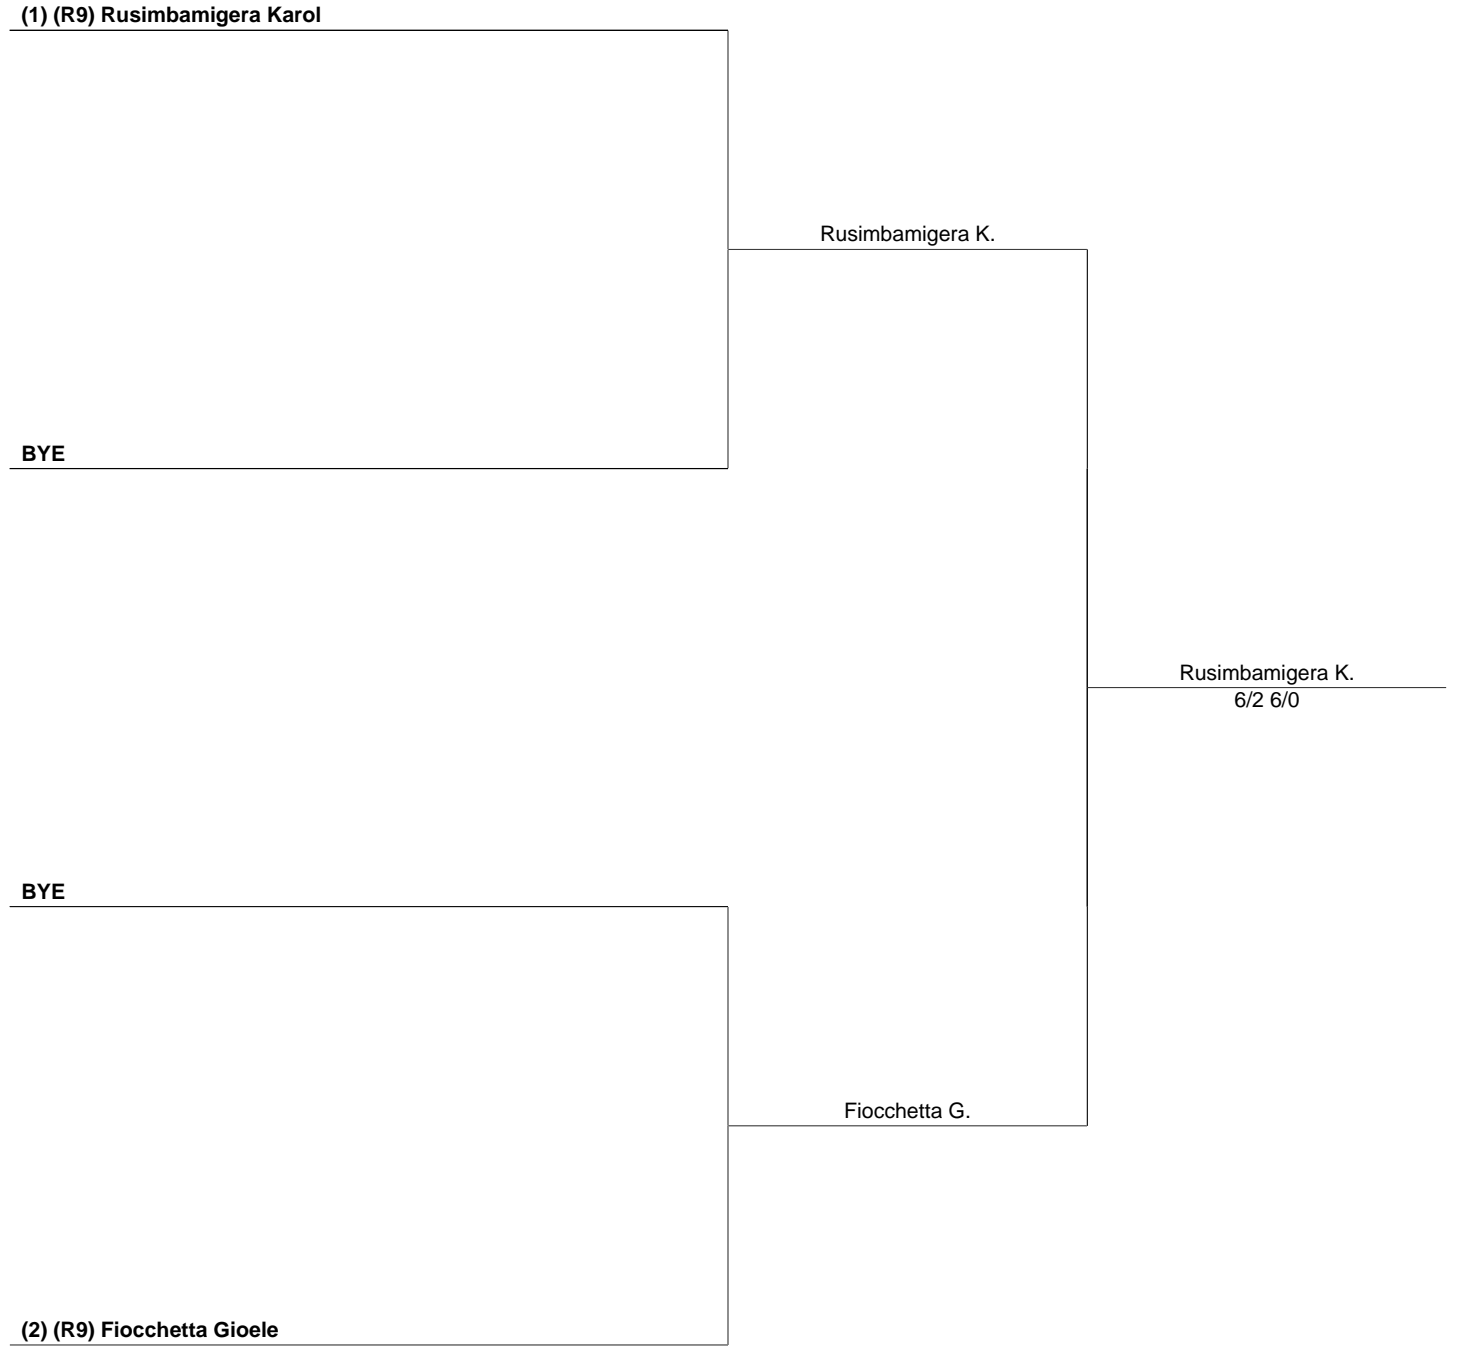 (1) (R9) Rusimbamigera Karol
Rusimbamigera K.
BYE
Rusimbamigera K.
6/2 6/0
BYE
Fiocchetta G.
(2) (R9) Fiocchetta Gioele